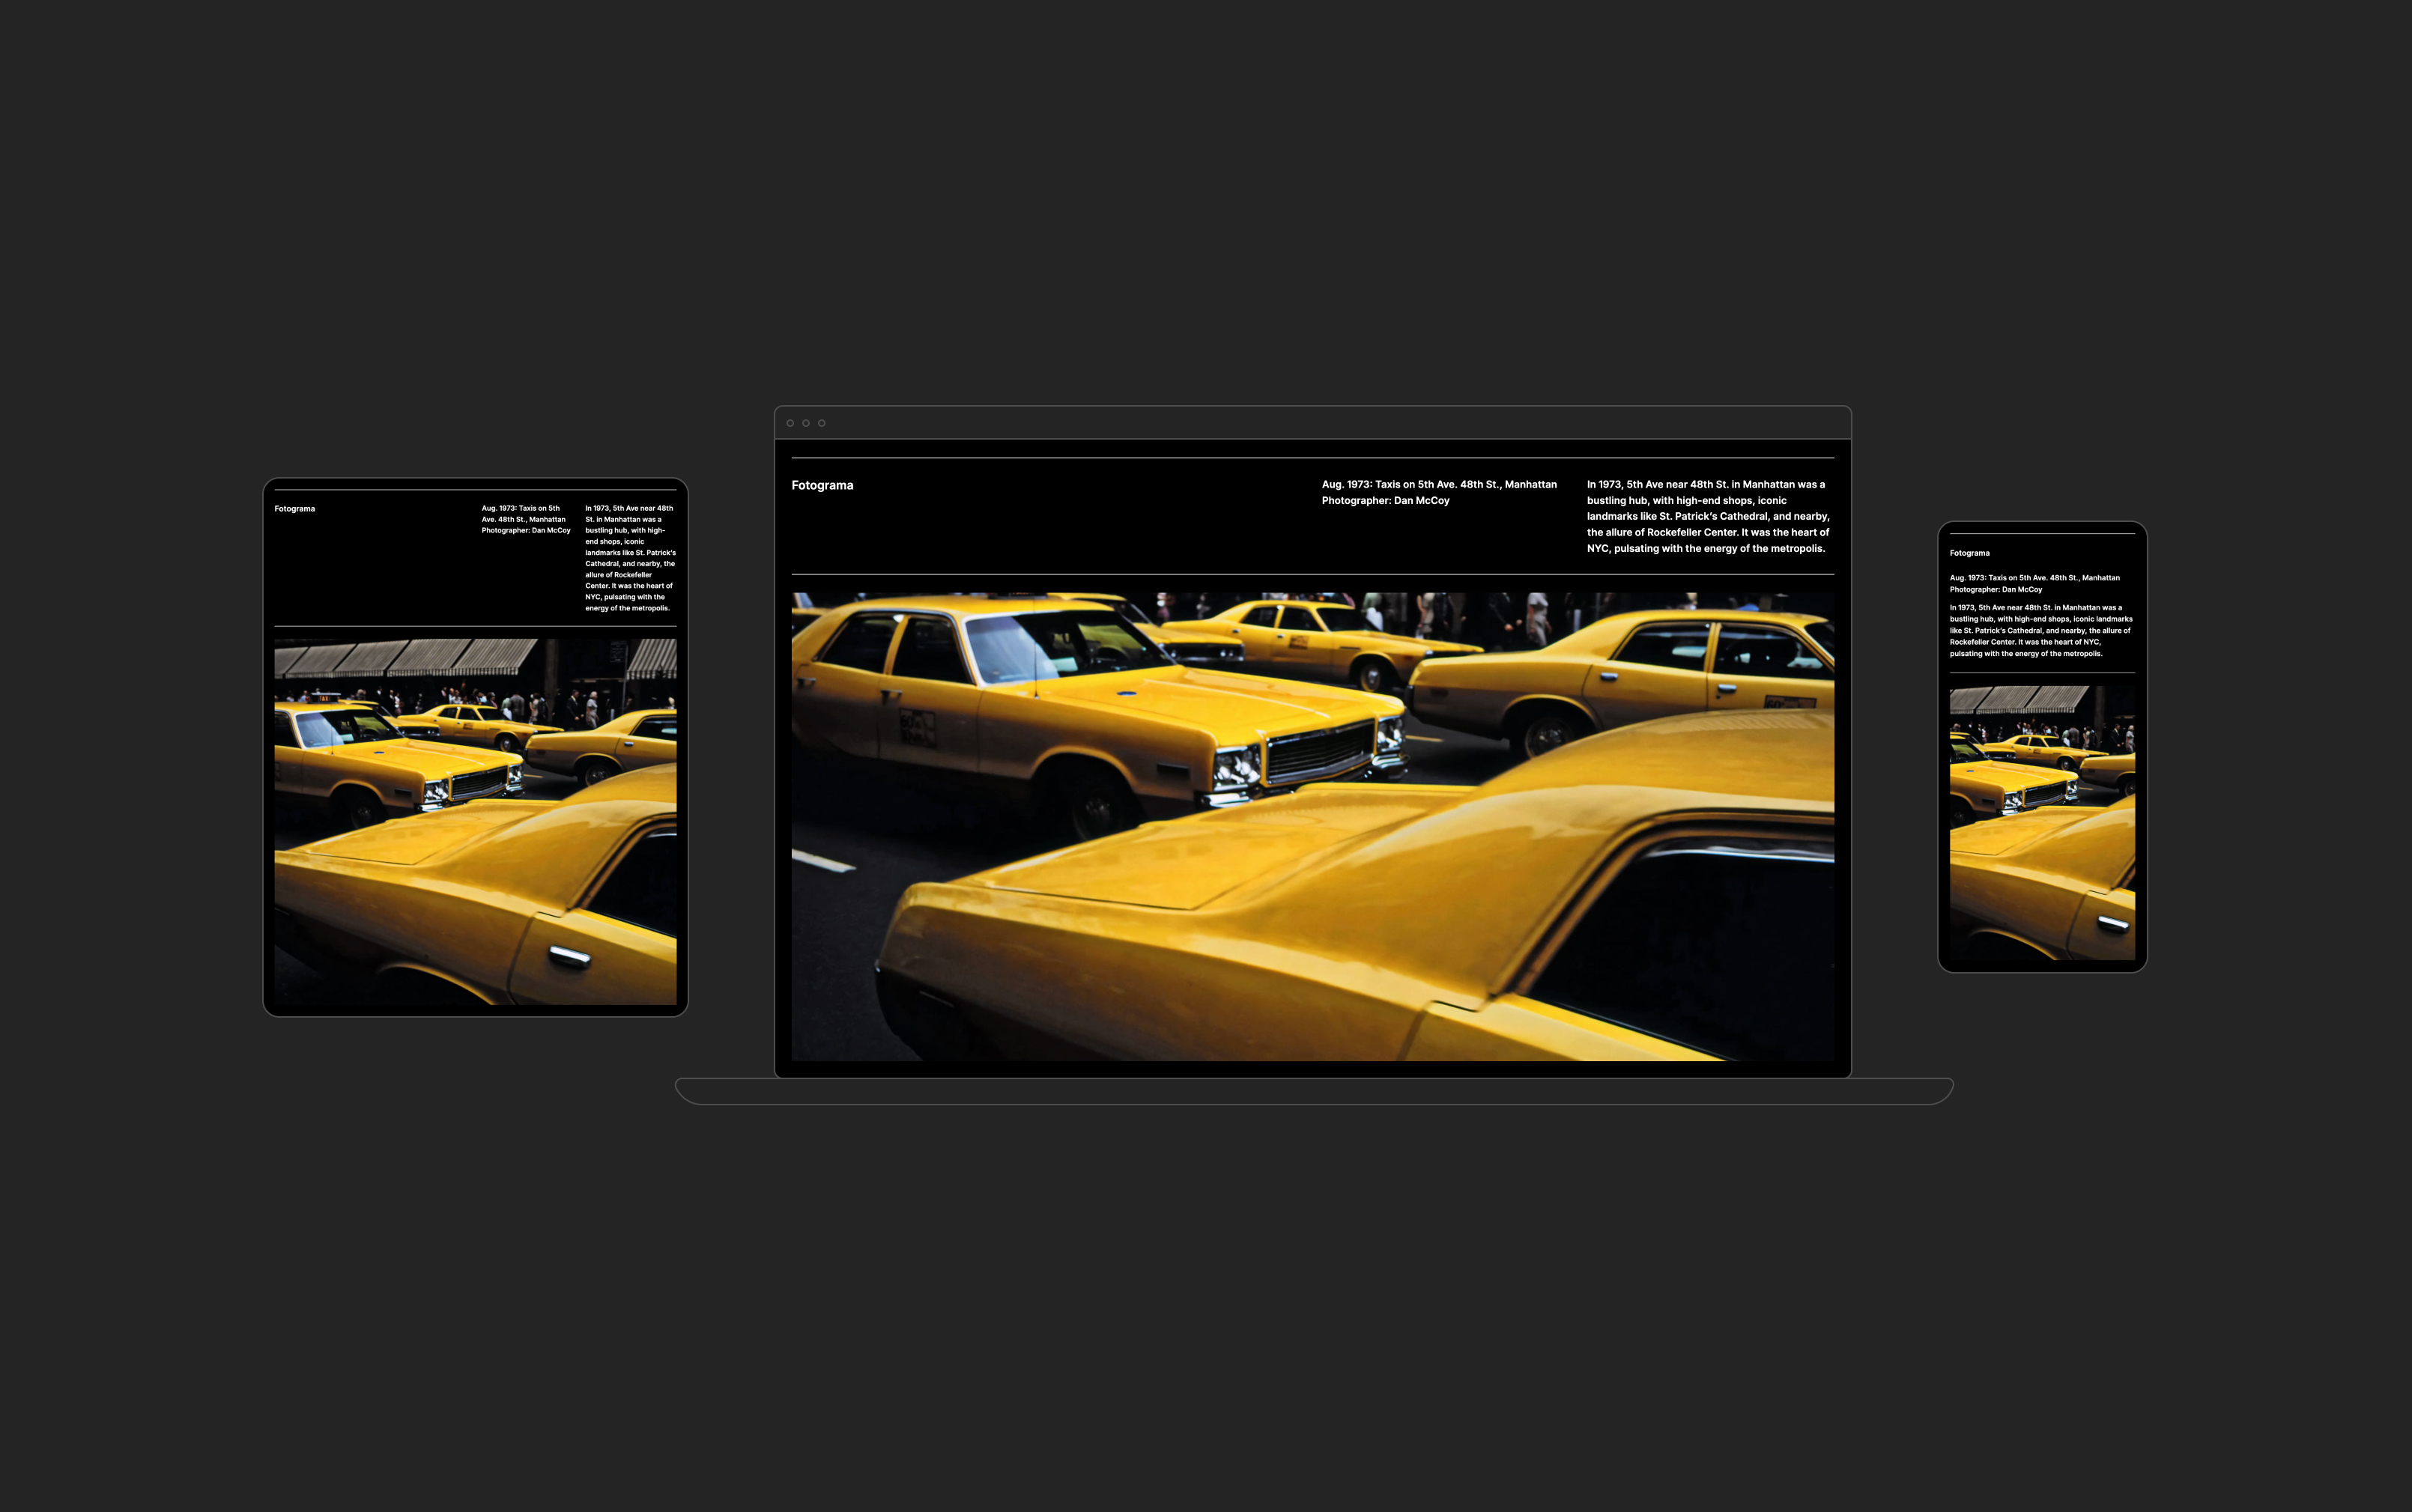 Fotograma
Aug. 1973: Taxis on 5th
Ave. 48th St., Manhattan
Photographer: Dan McCoy
In 1973, 5th Ave near 48th
St. in Manhattan was a
bustling hub, with high-
end shops, iconic
landmarks like St. Patrick's
Cathedral, and nearby, the
allure of Rockefeller
Center. It was the heart of
NYC, pulsating with the
energy of the metropolis.
Fotograma
Aug. 1973: Taxis on 5th Ave. 48th St., Manhattan
Photographer: Dan McCoy
In 1973, 5th Ave near 48th St. in Manhattan was a
bustling hub, with high-end shops, iconic
landmarks like St. Patrick's Cathedral, and nearby,
the allure of Rockefeller Center. It was the heart of
NYC, pulsating with the energy of the metropolis.
Fotograma
Aug. 1973: Taxis on 5th Ave. 48th St., Manhattan
Photographer: Dan McCoy
In 1973, 5th Ave near 48th St. in Manhattan was a
bustling hub, with high-end shops, iconic landmarks
like St. Patrick's Cathedral, and nearby, the allure of
Rockefeller Center. It was the heart of NYC,
pulsating with the energy of the metropolis.